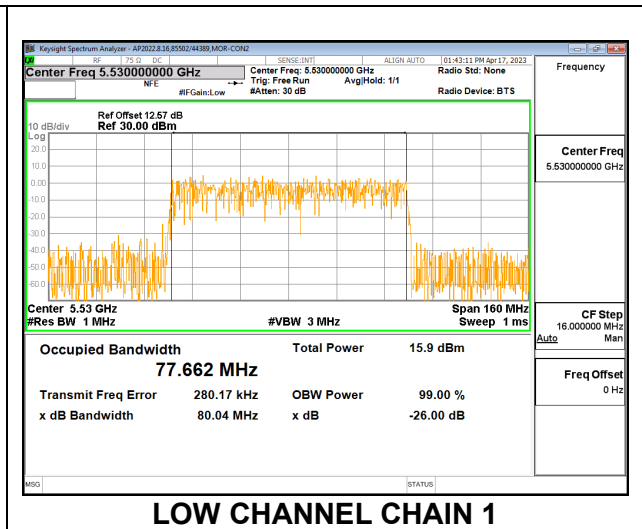 Keysight Spectrum Analyzer - AP2022.8.16,85502/44389,MOR-CON2
RF 75 Ω DC SENSE:INT ALIGN AUTO 01:43:11 PM Apr 17, 2023
Center Freq 5.530000000 GHz
NFE
#IFGain:Low
Center Freq: 5.530000000 GHz
Trig: Free Run Avg|Hold: 1/1
#Atten: 30 dB
Radio Std: None
Radio Device: BTS
Frequency
Ref Offset 12.57 dB
10 dB/div Ref 30.00 dBm
Log
20.0
10.0
0.00
-10.0
-20.0
-30.0
-40.0
-50.0
-60.0
Center 5.53 GHz Span 160 MHz
#Res BW 1 MHz #VBW 3 MHz Sweep 1 ms
Occupied Bandwidth Total Power 15.9 dBm
77.662 MHz
Transmit Freq Error 280.17 kHz OBW Power 99.00 %
x dB Bandwidth 80.04 MHz x dB -26.00 dB
Center Freq
5.530000000 GHz
CF Step
16.000000 MHz
Auto Man
Freq Offset
0 Hz
MSG STATUS
LOW CHANNEL CHAIN 1